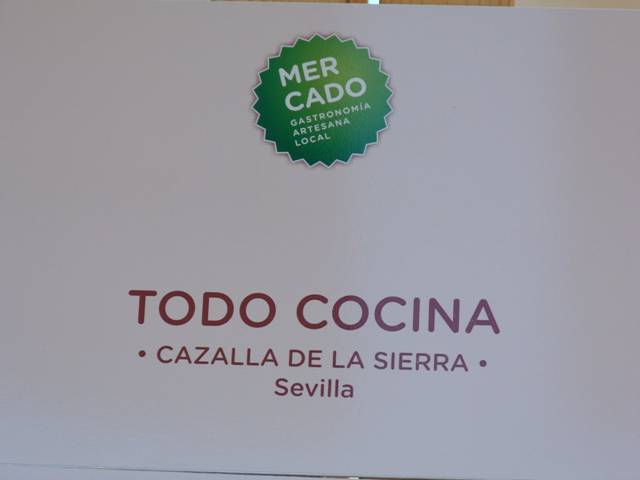 MER
CADO
GASTRONOMÍA
ARTESANA
LOCAL
TODO COCINA
• CAZALLA DE LA SIERRA •
Sevilla